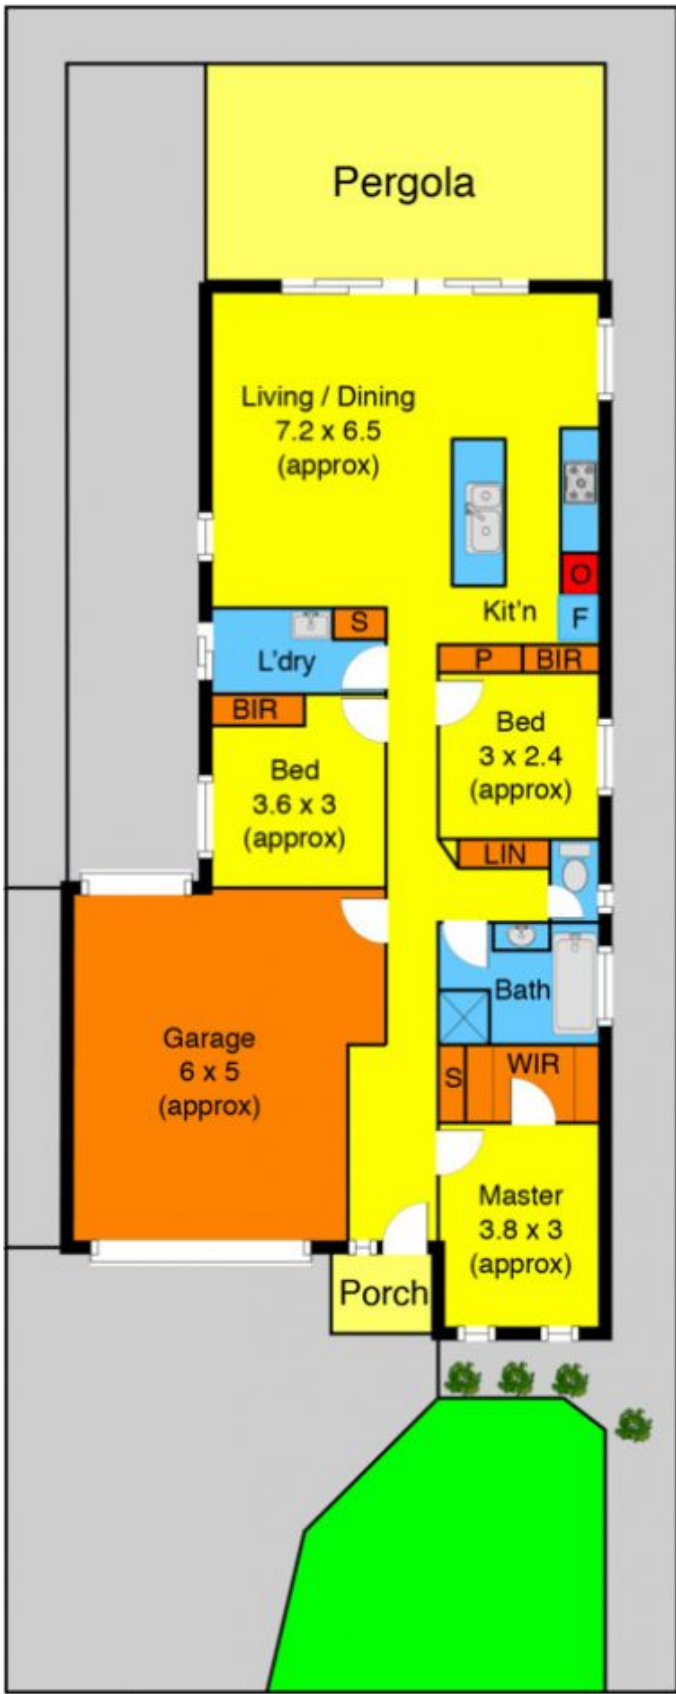 Pergola
Living / Dining
7.2 x 6.5
(approx)
O
Kit'n
F
S
L'dry
P
BIR
BIR
Bed
3 x 2.4
(approx)
Bed
3.6 x 3
(approx)
LIN
Bath
Garage
6 x 5
(approx)
S
WIR
Master
3.8 x 3
(approx)
Porch